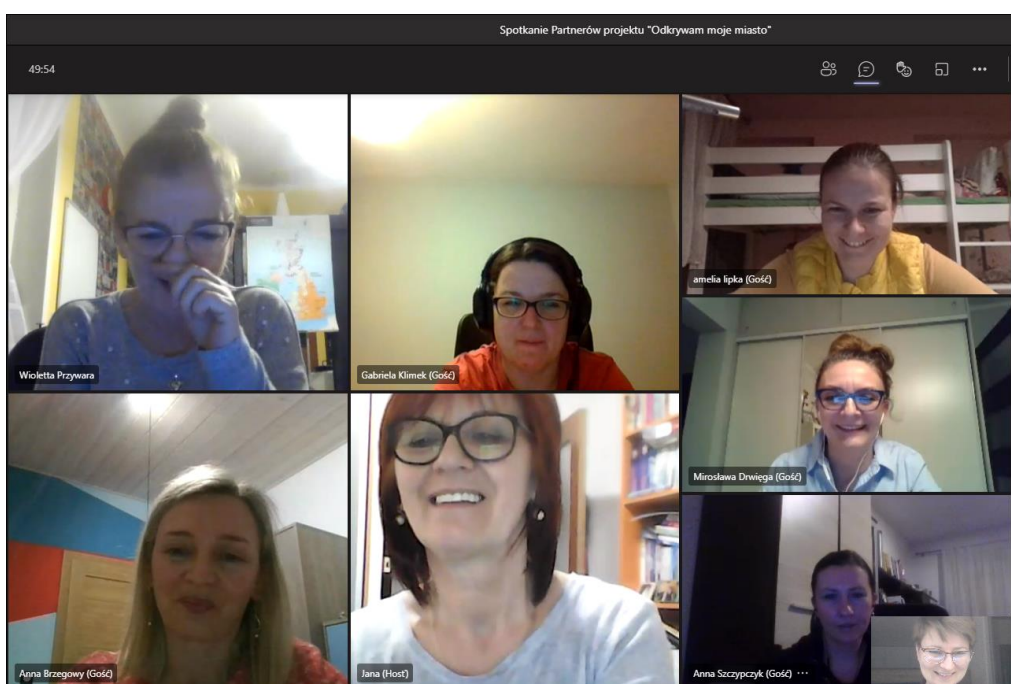 Spotkanie Partnerów projektu "Odkrywam moje miasto"
49:54
Wioletta Przywara
Gabriela Klimek (Gość)
amelia lipka (Gość)
Mirosława Drwięga (Gość)
Anna Brzegowy (Gość)
Jana (Host)
Anna Szczypczyk (Gość)